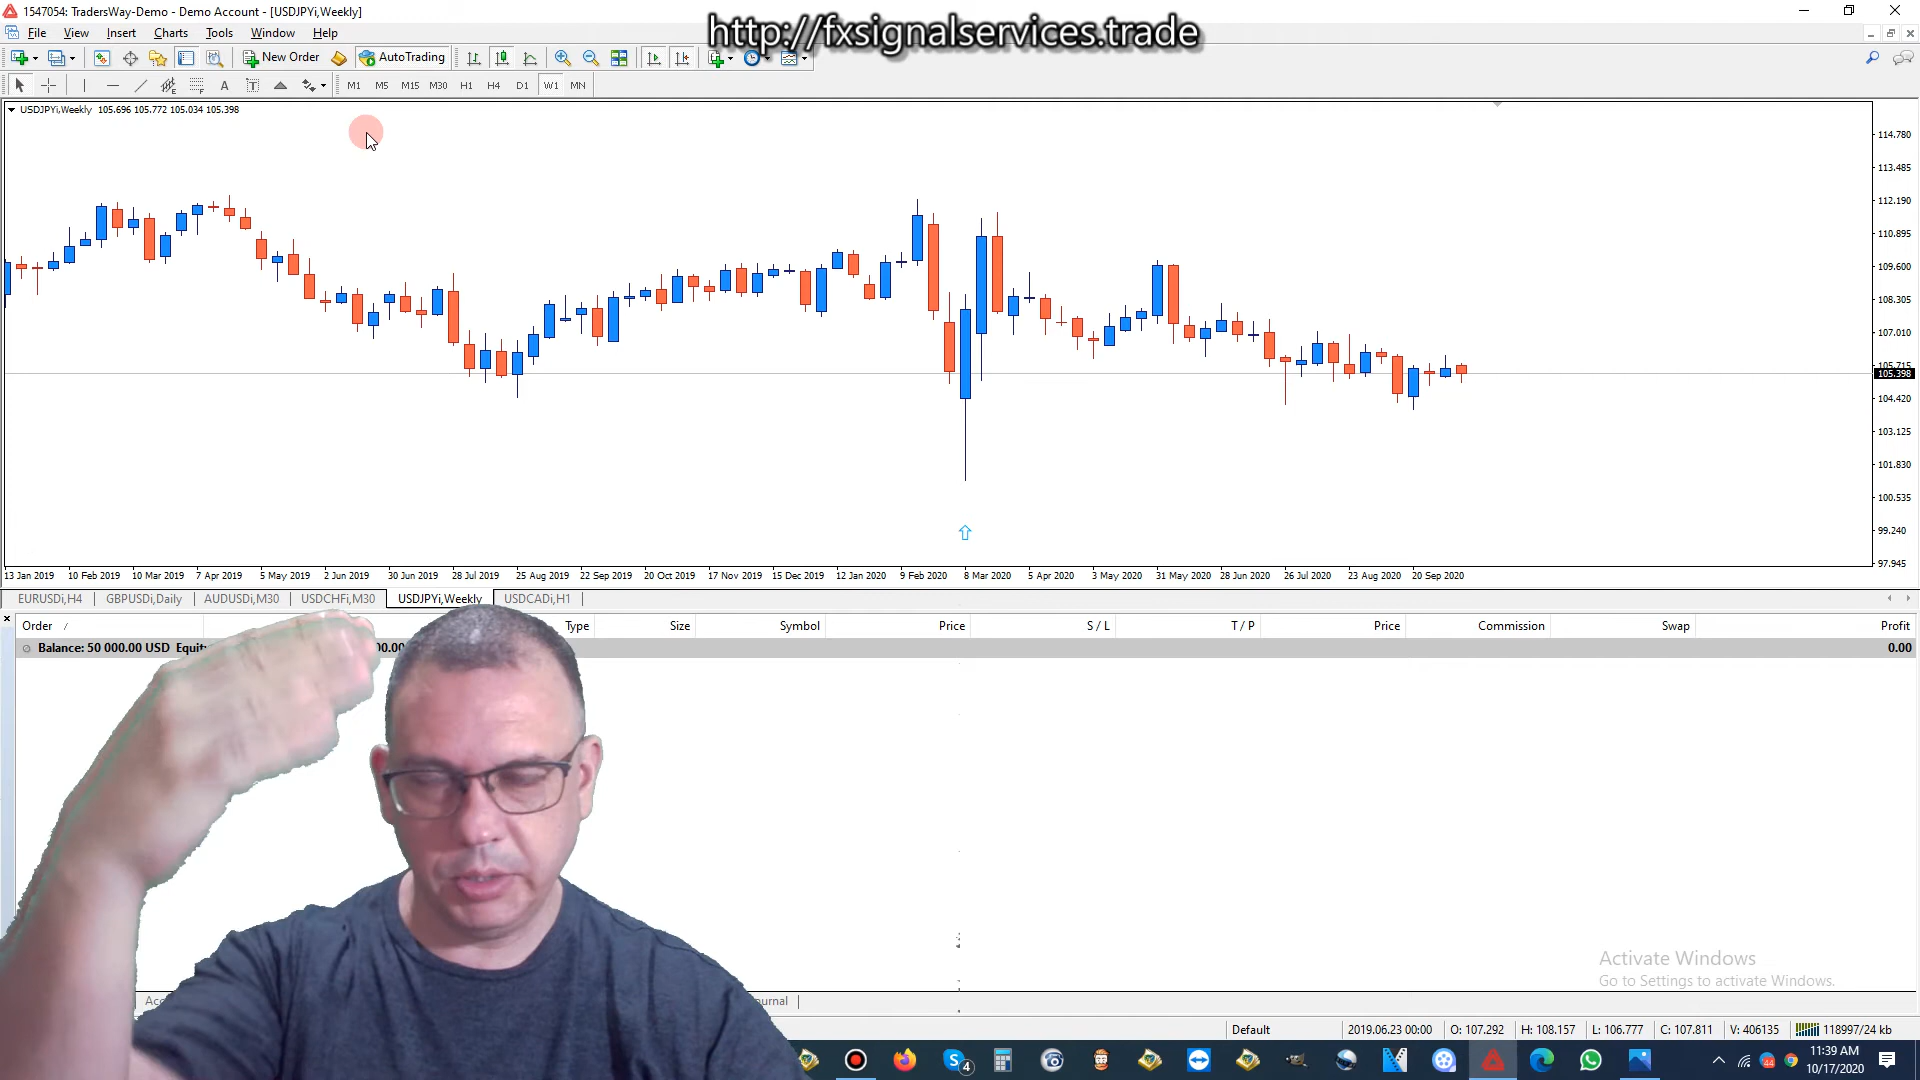 1547054: TradersWay-Demo - Demo Account - [USDJPYi,Weekly]
http://fxsignalservices.trade
File View Insert Charts Tools Window Help
New Order AutoTrading
A T M1 M5 M15 M30 H1 H4 D1 W1 MN
USDJPYi,Weekly 105.696 105.772 105.034 105.398
114.780
113.485
112.190
110.895
109.600
108.305
107.010
105.715
105.398
104.420
103.125
101.830
100.535
99.240
97.945
13 Jan 2019 10 Feb 2019 10 Mar 2019 7 Apr 2019 5 May 2019 2 Jun 2019 30 Jun 2019 28 Jul 2019 25 Aug 2019 22 Sep 2019 20 Oct 2019 17 Nov 2019 15 Dec 2019 12 Jan 2020 9 Feb 2020 8 Mar 2020 5 Apr 2020 3 May 2020 31 May 2020 28 Jun 2020 26 Jul 2020 23 Aug 2020 20 Sep 2020
EURUSDi,H4 GBPUSDi,Daily AUDUSDi,M30 USDCHFi,M30 USDJPYi,Weekly USDCADi,H1
Order / Type Size Symbol Price S / L T / P Price Commission Swap Profit
Balance: 50 000.00 USD 0.00
Activate Windows
Go to Settings to activate Windows.
Default 2019.06.23 00:00 O: 107.292 H: 108.157 L: 106.777 C: 107.811 V: 406135 118997/24 kb
4
44
11:39 AM
10/17/2020